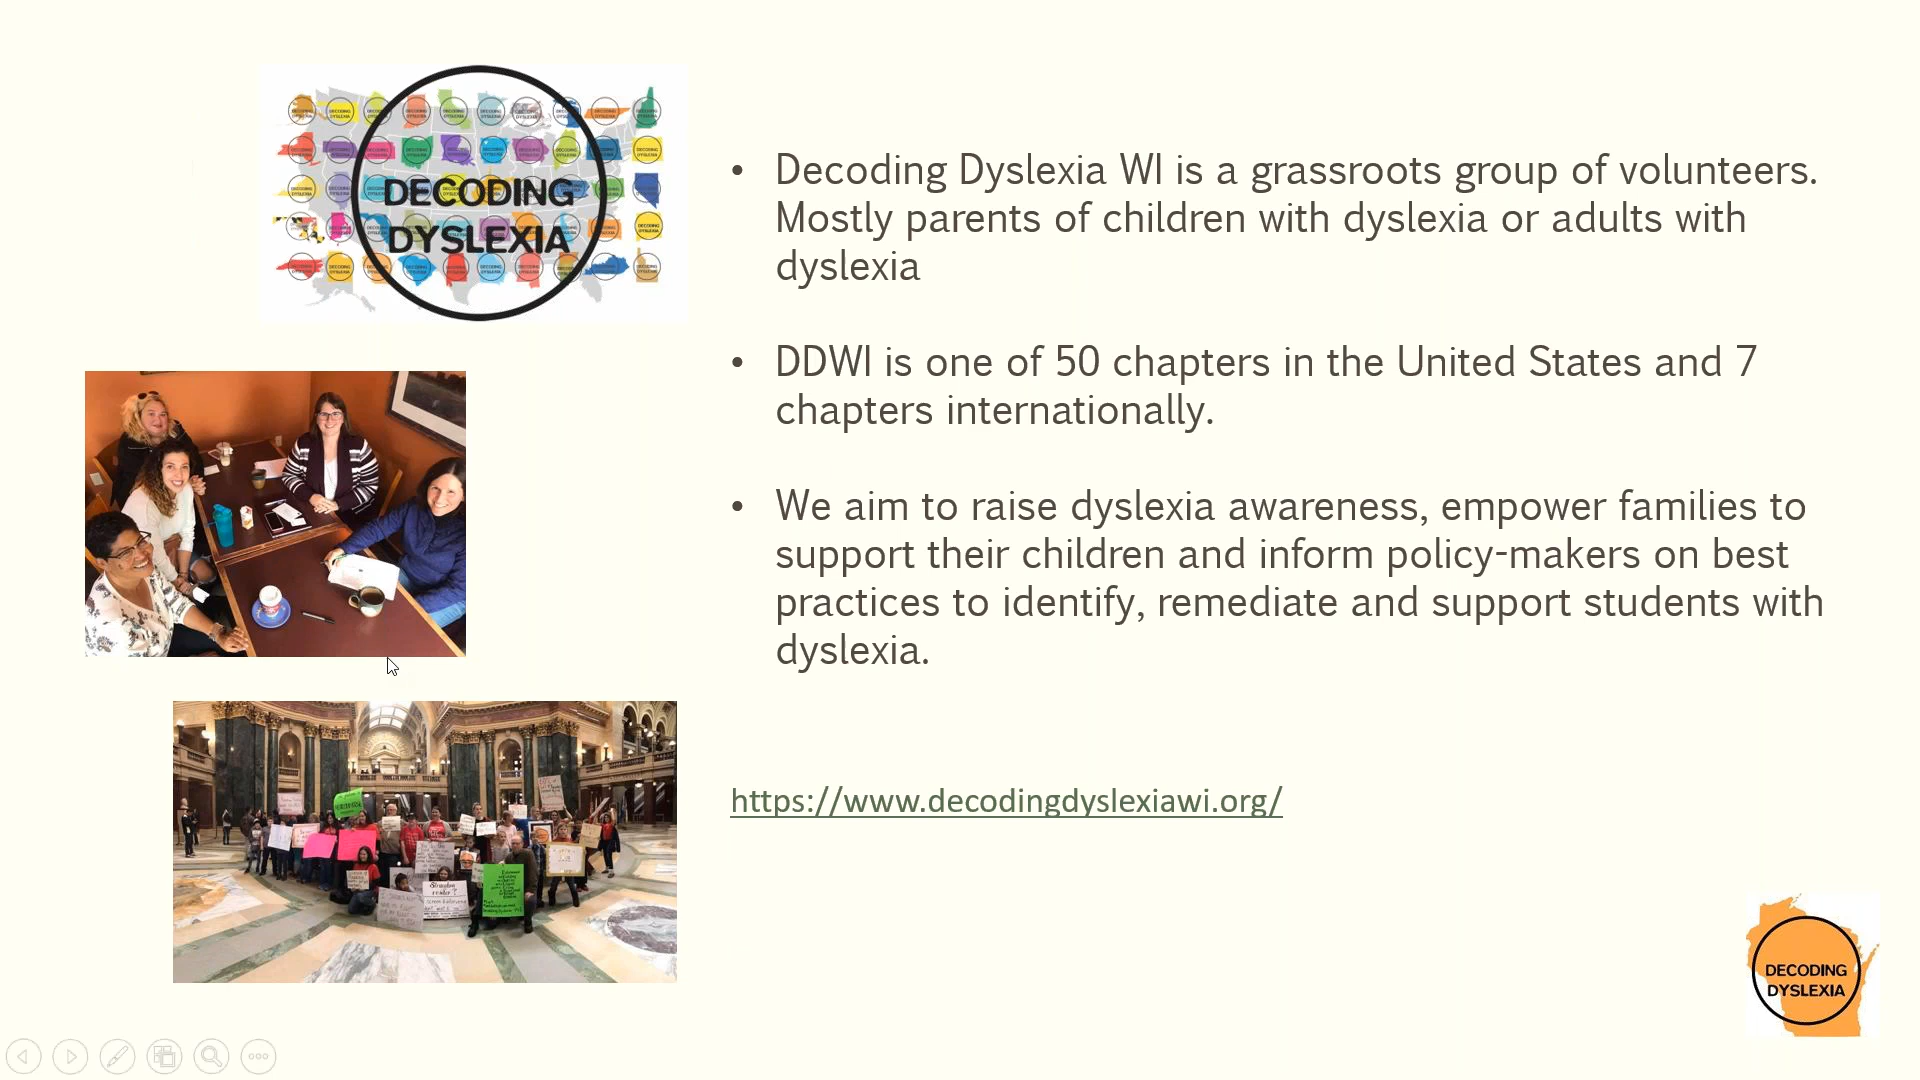 DECODING
DYSLEXIA
• Decoding Dyslexia WI is a grassroots group of volunteers.
Mostly parents of children with dyslexia or adults with
dyslexia
• DDWI is one of 50 chapters in the United States and 7
chapters internationally.
• We aim to raise dyslexia awareness, empower families to
support their children and inform policy-makers on best
practices to identify, remediate and support students with
dyslexia.
https://www.decodingdyslexiawi.org/
DECODING
DYSLEXIA